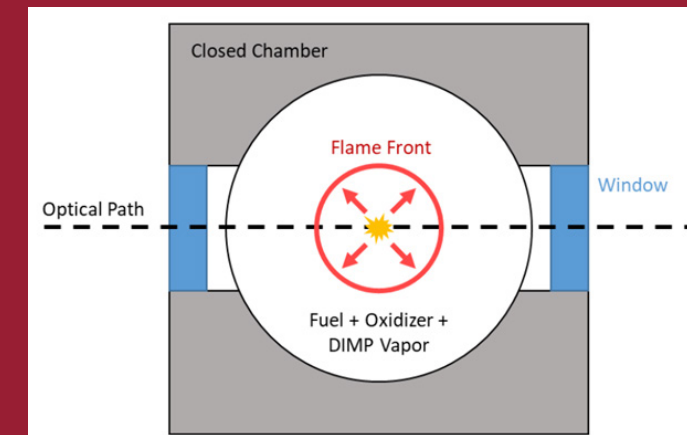 Closed Chamber
Flame Front
Window
Optical Path
Fuel + Oxidizer +
DIMP Vapor